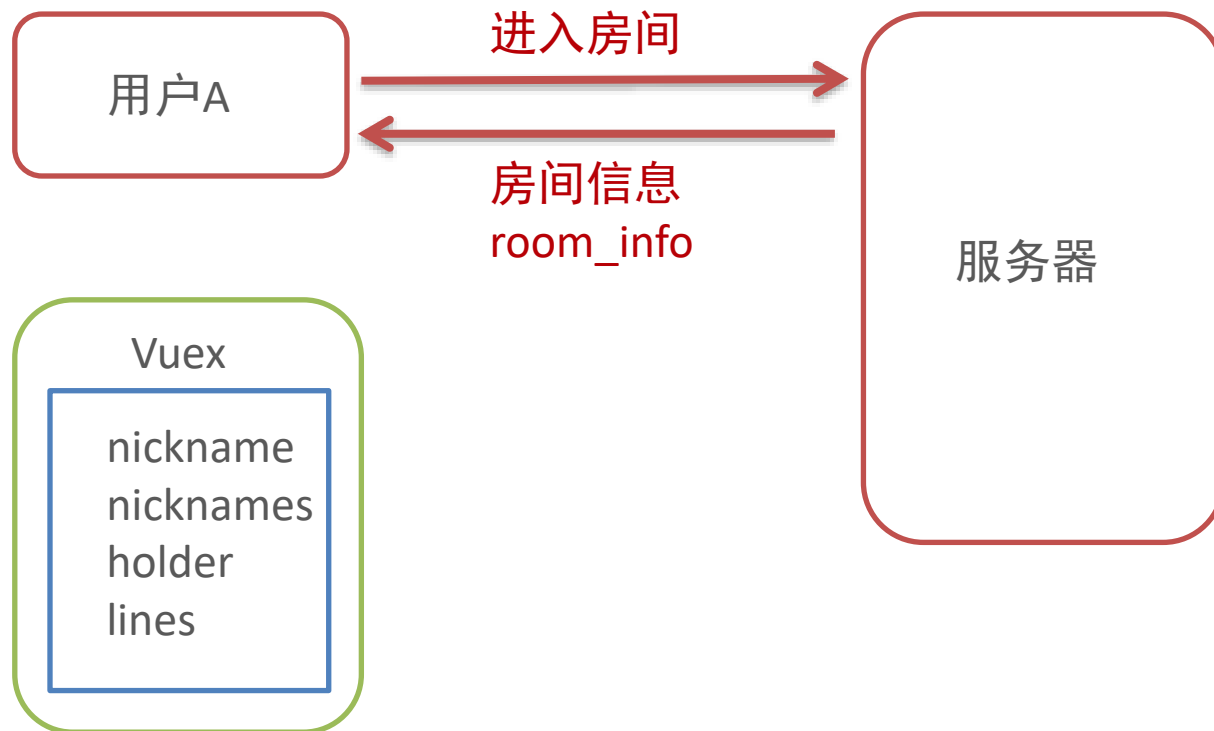 进入房间
用户A
房间信息
room_info
服务器
Vuex
nickname
nicknames
holder
lines